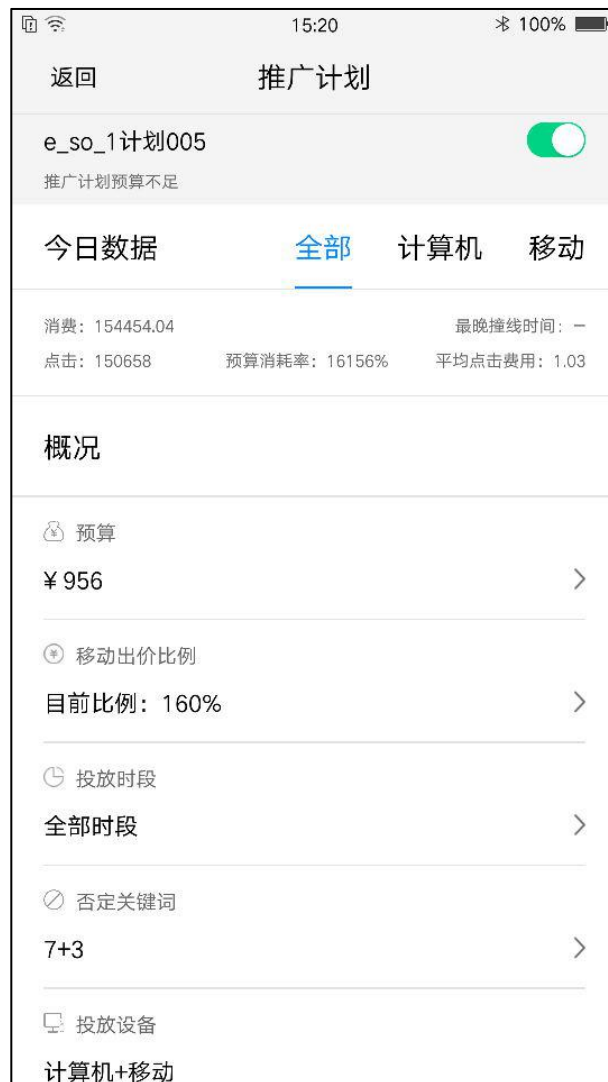 15:20 100%
返回 推广计划
e_so_1计划005
推广计划预算不足
今日数据 全部 计算机 移动
消费：154454.04 最晚撞线时间：—
点击：150658 预算消耗率：16156% 平均点击费用：1.03
概况
预算
¥956
移动出价比例
目前比例：160%
投放时段
全部时段
否定关键词
7+3
投放设备
计算机+移动